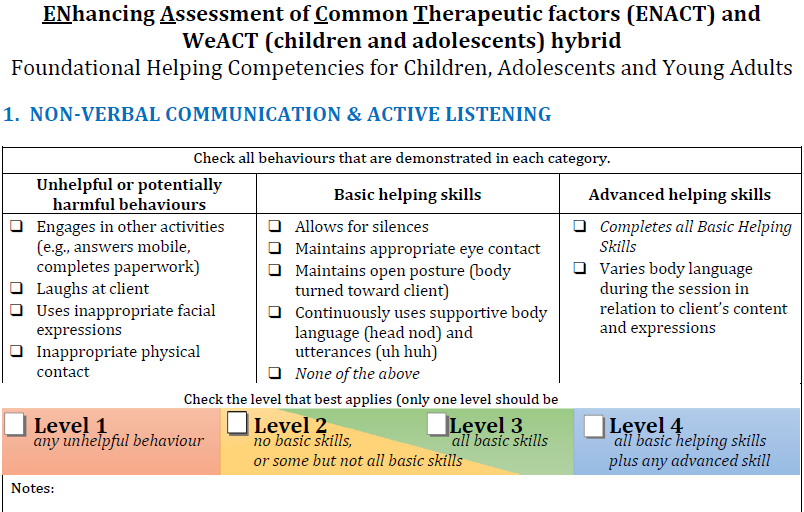 ENhancing Assessment of Common Therapeutic factors (ENACT) and
WeACT (children and adolescents) hybrid
Foundational Helping Competencies for Children, Adolescents and Young Adults
1. NON-VERBAL COMMUNICATION & ACTIVE LISTENING
Check all behaviours that are demonstrated in each category.
Unhelpful or potentially
harmful behaviours
❑ Engages in other activities
(e.g., answers mobile,
completes paperwork)
❑ Laughs at client
❑ Uses inappropriate facial
expressions
❑ Inappropriate physical
contact
Basic helping skills
❑ Allows for silences
❑ Maintains appropriate eye contact
❑ Maintains open posture (body
turned toward client)
❑ Continuously uses supportive body
language (head nod) and
utterances (uh huh)
❑ None of the above
Advanced helping skills
❑ Completes all Basic Helping
Skills
❑ Varies body language
during the session in
relation to client's content
and expressions
Check the level that best applies (only one level should be
Level 1
any unhelpful behaviour
Level 2
no basic skills,
or some but not all basic skills
Level 3
all basic skills
Level 4
all basic helping skills
plus any advanced skill
Notes: